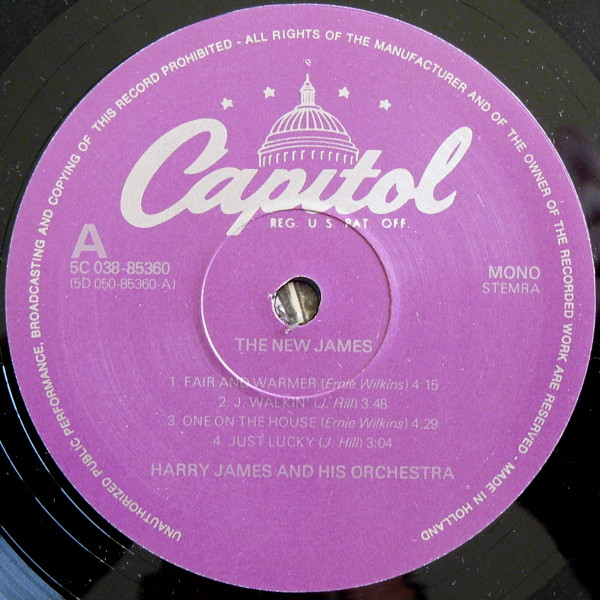 UNAUTHORIZED PUBLIC PERFORMANCE, BROADCASTING AND COPYING OF THIS RECORD PROHIBITED - ALL RIGHTS OF THE MANUFACTURER AND OF THE OWNER OF THE RECORDED WORK ARE RESERVED - MADE IN HOLLAND
Capitol
REG. U.S. PAT. OFF.
A
5C 038-85360
(5D 050-85360-A)
MONO
STEMRA
THE NEW JAMES
1. FAIR AND WARMER (Ernie Wilkins) 4:15
2. J. WALKIN' (J. Hill) 3:48
3. ONE ON THE HOUSE (Ernie Wilkins) 4:29
4. JUST LUCKY (J. Hill) 3:04
HARRY JAMES AND HIS ORCHESTRA